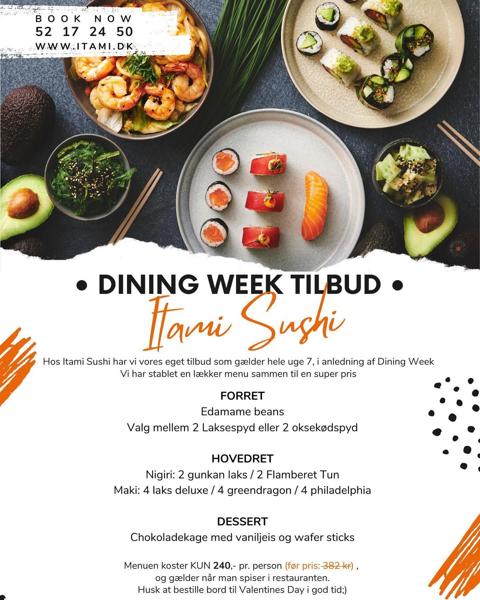 BOOK NOW
52 17 24 50
WWW.ITAMI.DK
• DINING WEEK TILBUD •
Itami Sushi
Hos Itami Sushi har vi vores eget tilbud som gælder hele uge 7, i anledning af Dining Week
Vi har stablet en lækker menu sammen til en super pris
FORRET
Edamame beans
Valg mellem 2 Laksespyd eller 2 oksekødspyd
HOVEDRET
Nigiri: 2 gunkan laks / 2 Flamberet Tun
Maki: 4 laks deluxe / 4 greendragon / 4 philadelphia
DESSERT
Chokoladekage med vaniljeis og wafer sticks
Menuen koster KUN 240,- pr. person (før pris: 382 kr) ,
og gælder når man spiser i restauranten.
Husk at bestille bord til Valentines Day i god tid;)